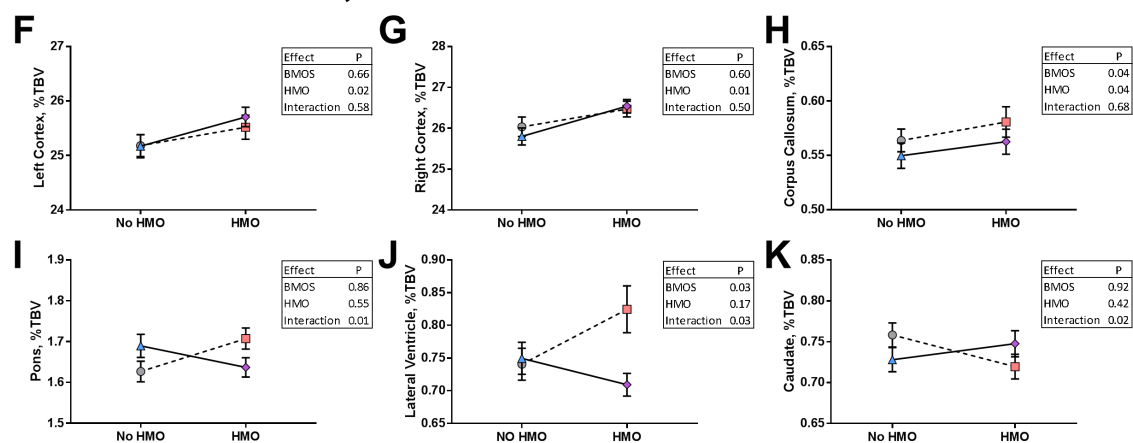 F
Left Cortex, %TBV
27
26
25
24
No HMO HMO
Effect P
BMOS 0.66
HMO 0.02
Interaction 0.58
G
Right Cortex, %TBV
28
27
26
25
24
No HMO HMO
Effect P
BMOS 0.60
HMO 0.01
Interaction 0.50
H
Corpus Callosum, %TBV
0.65
0.60
0.55
0.50
No HMO HMO
Effect P
BMOS 0.04
HMO 0.04
Interaction 0.68
I
Pons, %TBV
1.9
1.8
1.7
1.6
1.5
No HMO HMO
Effect P
BMOS 0.86
HMO 0.55
Interaction 0.01
J
Lateral Ventricle, %TBV
0.90
0.85
0.80
0.75
0.70
0.65
NO HMO HMO
Effect P
BMOS 0.03
HMO 0.17
Interaction 0.03
K
Caudate, %TBV
0.85
0.80
0.75
0.70
0.65
No HMO HMO
Effect P
BMOS 0.92
HMO 0.42
Interaction 0.02